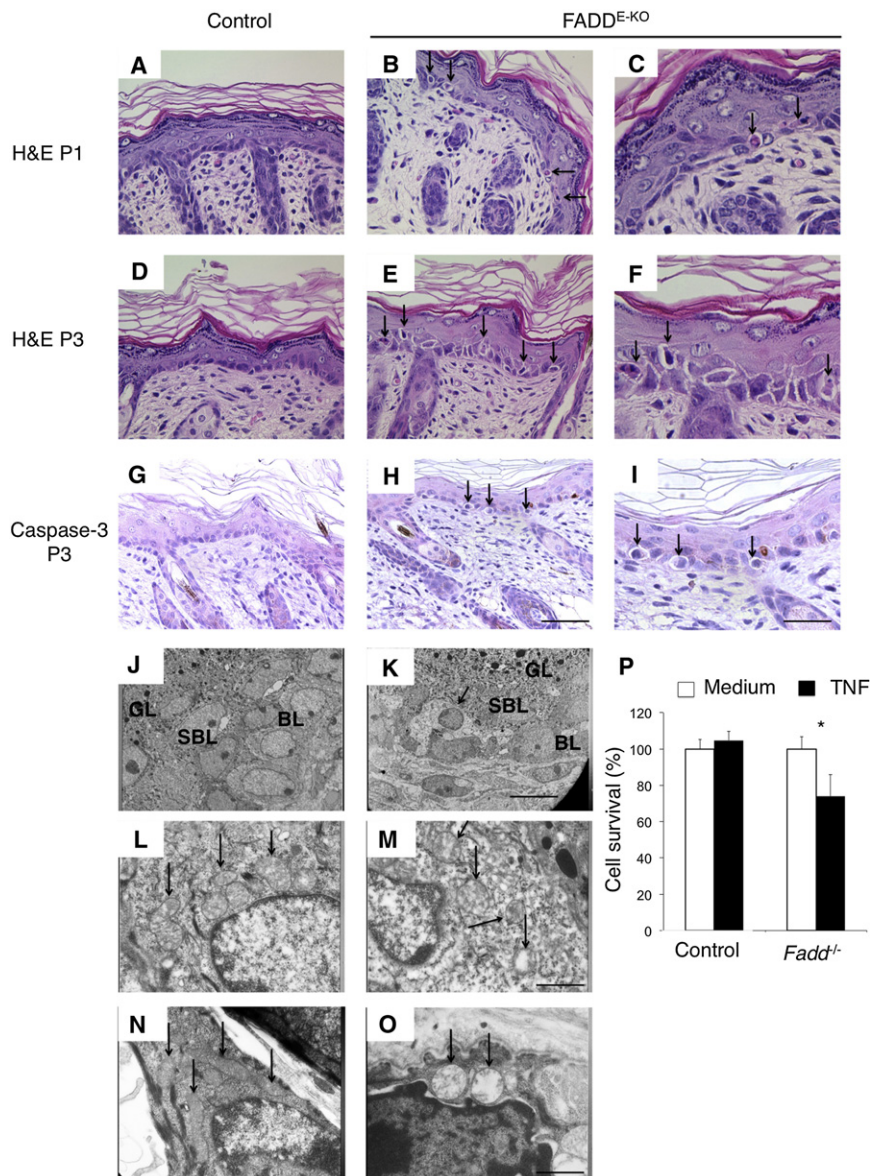 Control
FADD^E-KO
A
B
C
H&E P1
D
E
F
H&E P3
G
H
I
Caspase-3
P3
J
GL
SBL
BL
K
GL
SBL
BL
L
M
N
O
P
Medium
TNF
Cell survival (%)
120
100
80
60
40
20
0
*
Control
Fadd-/-